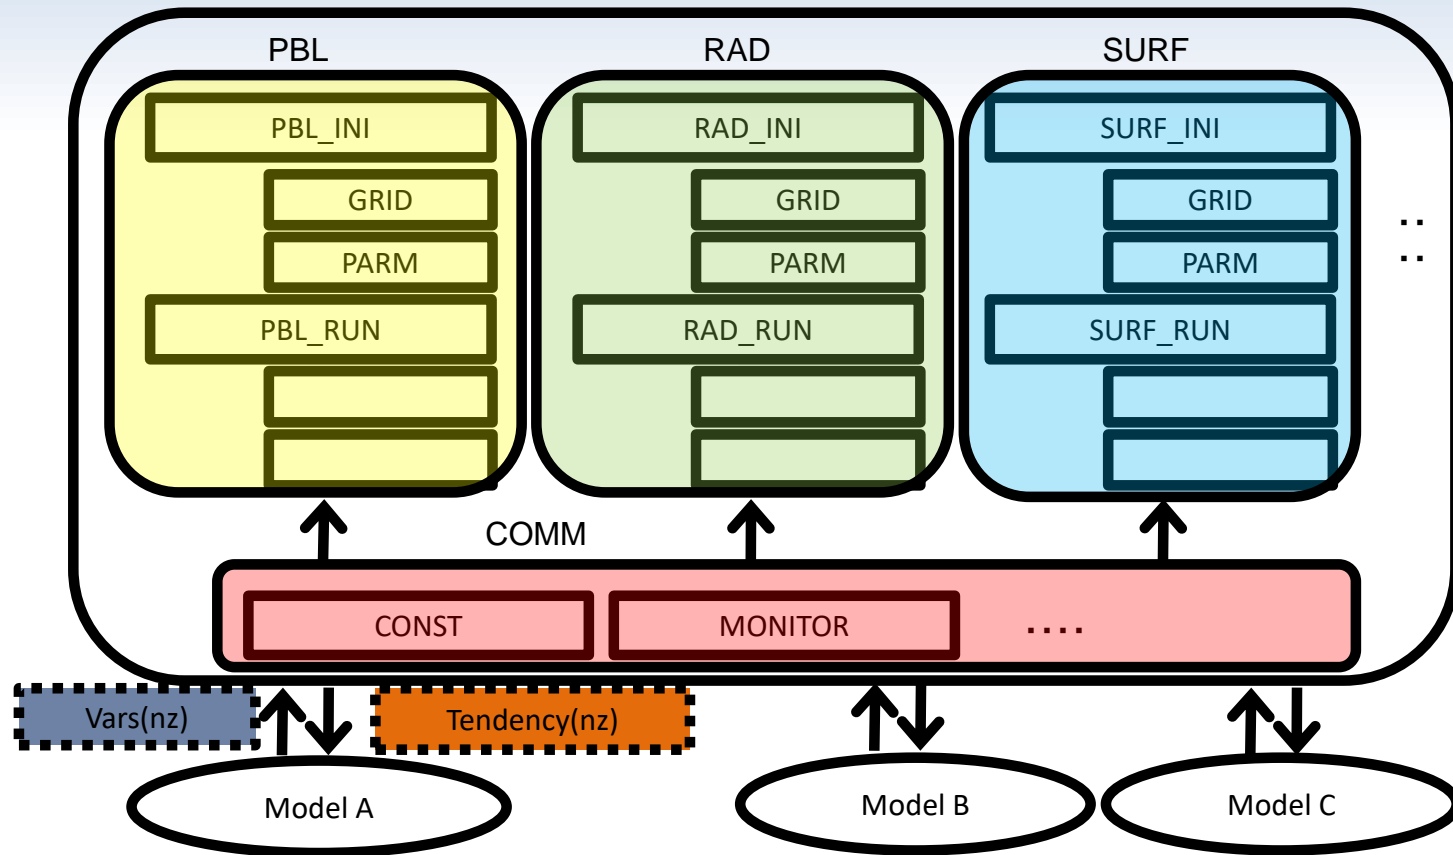 PBL
RAD
SURF
PBL_INI
GRID
PARM
PBL_RUN
RAD_INI
GRID
PARM
RAD_RUN
SURF_INI
GRID
PARM
SURF_RUN
..
..
COMM
CONST
MONITOR
....
Vars(nz)
Tendency(nz)
Model A
Model B
Model C